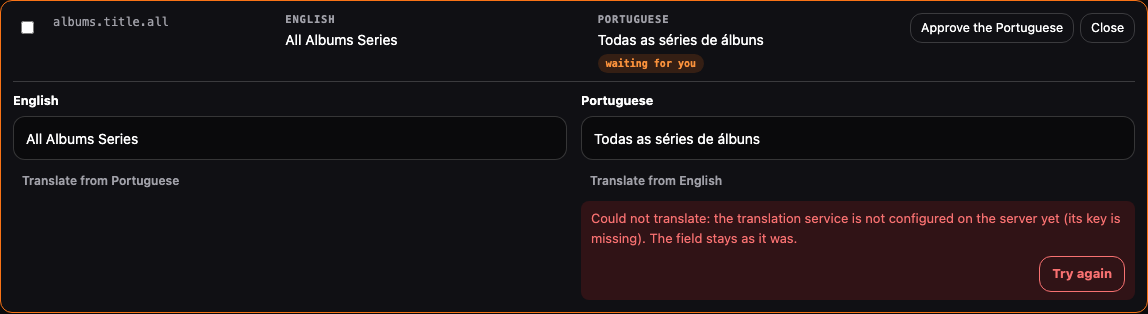 albums.title.all
ENGLISH
All Albums Series
PORTUGUESE
Todas as séries de álbuns
waiting for you
Approve the Portuguese
Close
English
All Albums Series
Translate from Portuguese
Portuguese
Todas as séries de álbuns
Translate from English
Could not translate: the translation service is not configured on the server yet (its key is
missing). The field stays as it was.
Try again